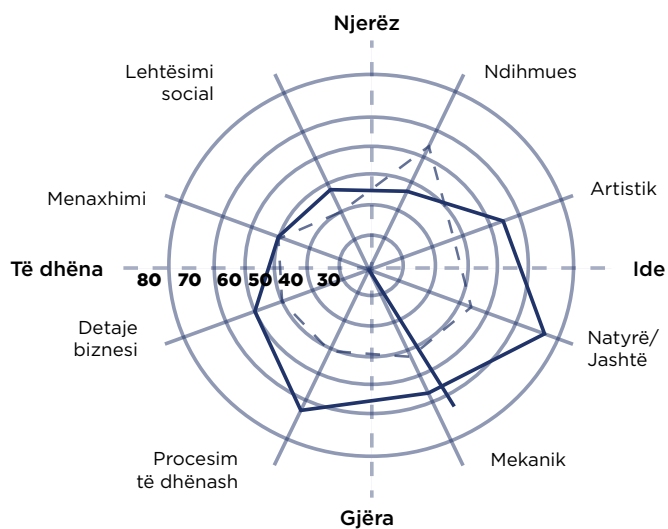 Njerëz
Lehtësimi
social
Ndihmues
Menaxhimi
Artistik
Të dhëna
80 70 60 50 40 30
Ide
Detaje
biznesi
Natyrë/
Jashtë
Procesim
të dhënash
Mekanik
Gjëra